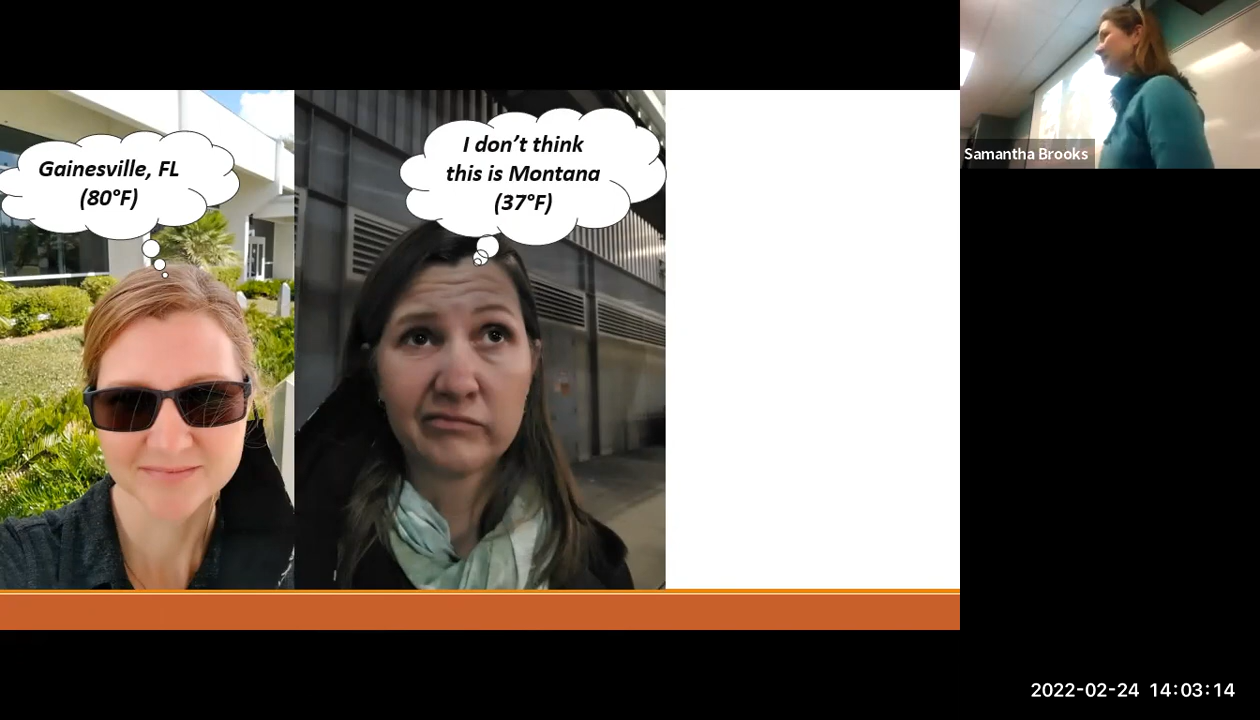 Gainesville, FL
(80°F)
I don't think
this is Montana
(37°F)
Samantha Brooks
2022-02-24 14:03:14